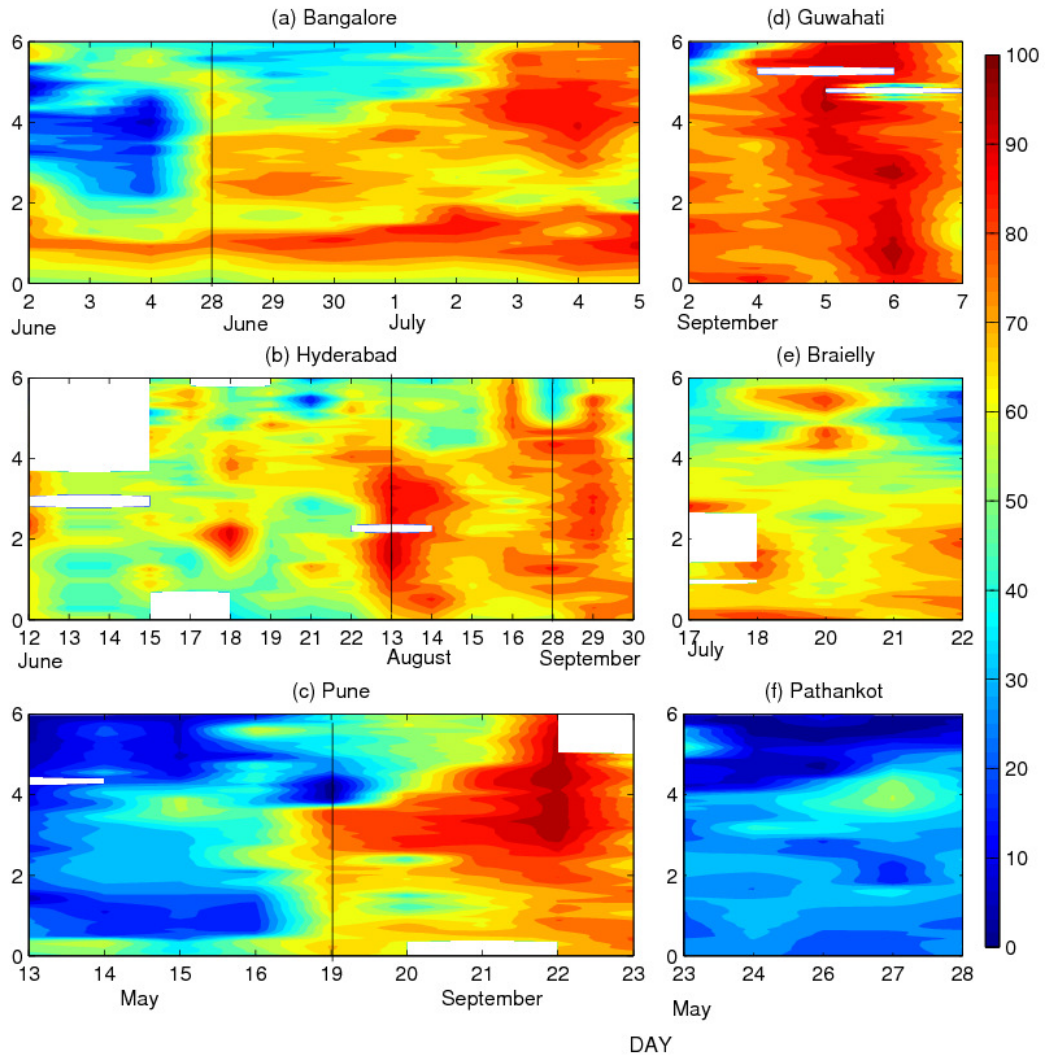 (a) Bangalore
6
4
2
0
2 3 4 28 29 30 1 2 3 4 5
June June July
(d) Guwahati
6
4
2
0
2 4 5 6 7
September
(b) Hyderabad
6
4
2
0
12 13 14 15 17 18 19 21 22 13 14 15 16 28 29 30
June August September
(e) Braielly
6
4
2
0
17 18 20 21 22
July
(c) Pune
6
4
2
0
13 14 15 16 19 20 21 22 23
May September
(f) Pathankot
6
4
2
0
23 24 26 27 28
May
100
90
80
70
60
50
40
30
20
10
0
DAY